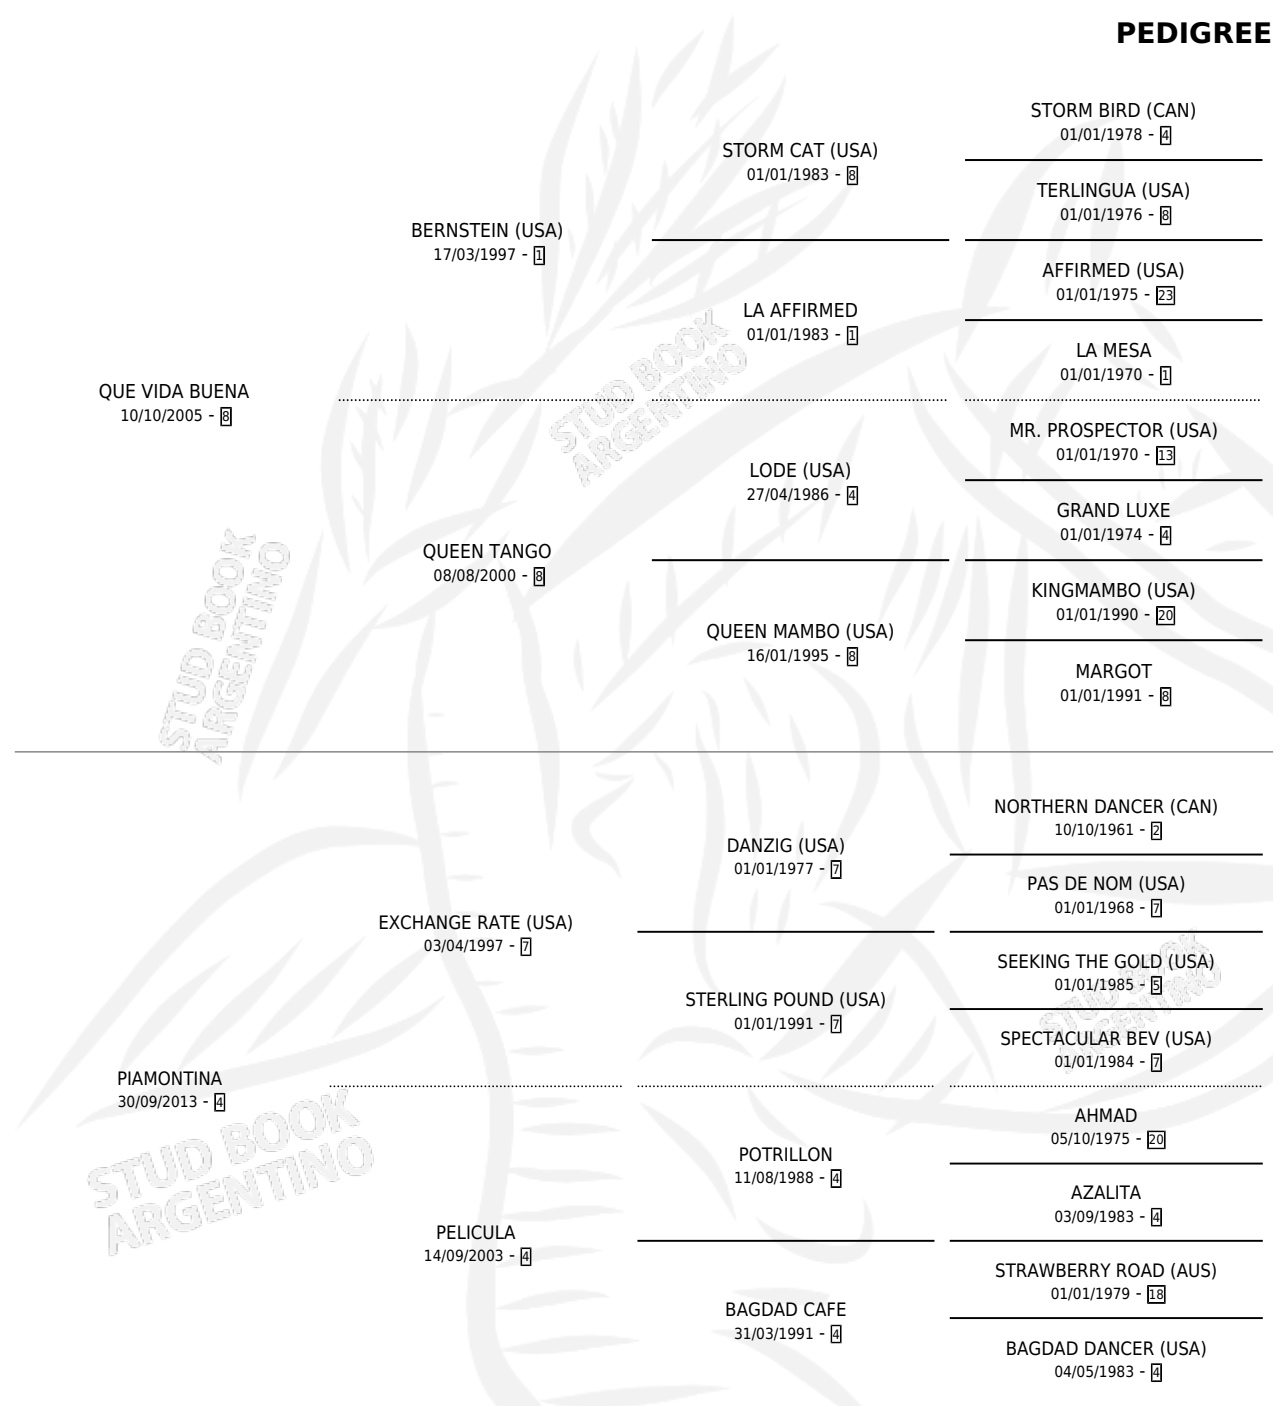 PEDIGREE
STORM BIRD (CAN)
01/01/1978 - 4
STORM CAT (USA)
01/01/1983 - 8
TERLINGUA (USA)
01/01/1976 - 8
BERNSTEIN (USA)
17/03/1997 - 1
AFFIRMED (USA)
01/01/1975 - 23
LA AFFIRMED
01/01/1983 - 1
LA MESA
01/01/1970 - 1
QUE VIDA BUENA
10/10/2005 - 8
MR. PROSPECTOR (USA)
01/01/1970 - 13
LODE (USA)
27/04/1986 - 4
GRAND LUXE
01/01/1974 - 4
QUEEN TANGO
08/08/2000 - 8
KINGMAMBO (USA)
01/01/1990 - 20
QUEEN MAMBO (USA)
16/01/1995 - 8
MARGOT
01/01/1991 - 8
NORTHERN DANCER (CAN)
10/10/1961 - 2
DANZIG (USA)
01/01/1977 - 7
PAS DE NOM (USA)
01/01/1968 - 7
EXCHANGE RATE (USA)
03/04/1997 - 7
SEEKING THE GOLD (USA)
01/01/1985 - 5
STERLING POUND (USA)
01/01/1991 - 7
SPECTACULAR BEV (USA)
01/01/1984 - 7
PIAMONTINA
30/09/2013 - 4
AHMAD
05/10/1975 - 20
POTRILLON
11/08/1988 - 4
AZALITA
03/09/1983 - 4
PELICULA
14/09/2003 - 4
STRAWBERRY ROAD (AUS)
01/01/1979 - 18
BAGDAD CAFE
31/03/1991 - 4
BAGDAD DANCER (USA)
04/05/1983 - 4
STUD BOOK
ARGENTINO
STUD BOOK
ARGENTINO
STUD BOOK
ARGENTINO
STUD BOOK
ARGENTINO